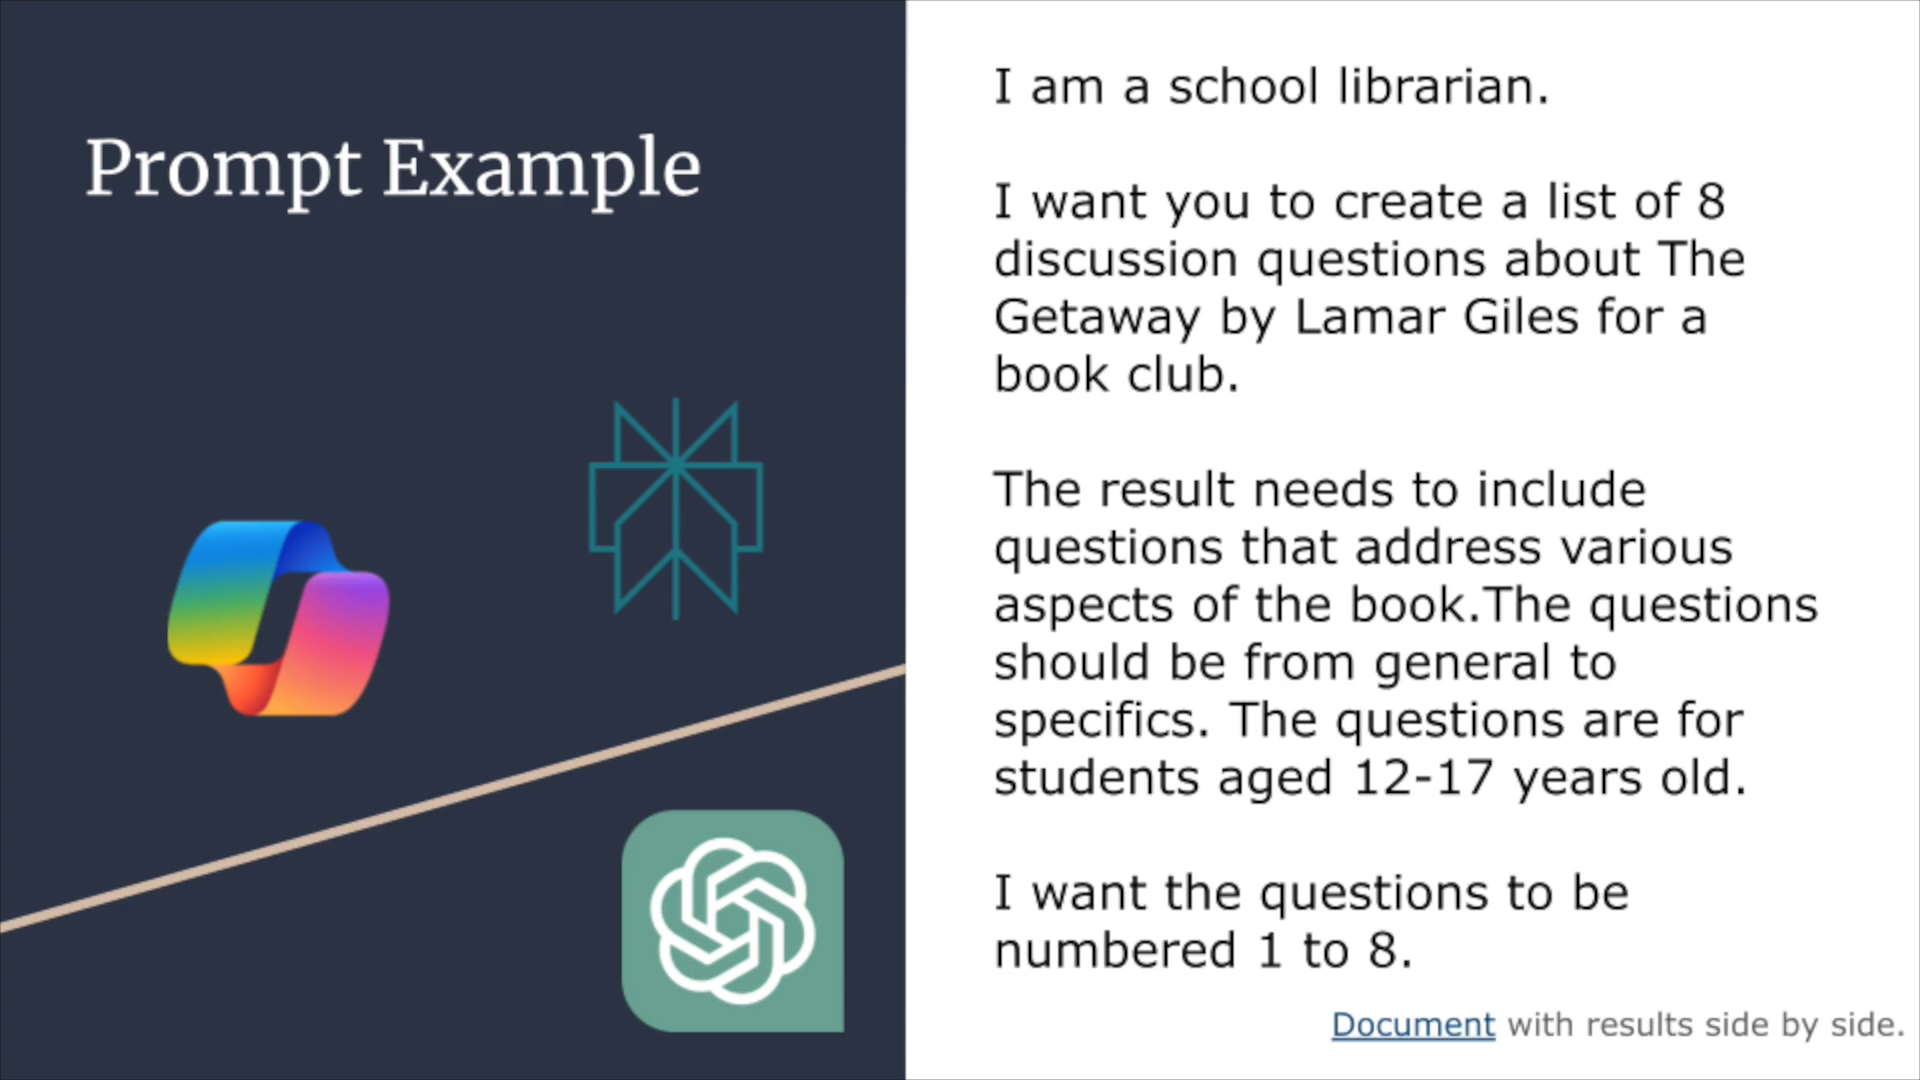 Prompt Example
I am a school librarian.
I want you to create a list of 8
discussion questions about The
Getaway by Lamar Giles for a
book club.
The result needs to include
questions that address various
aspects of the book.The questions
should be from general to
specifics. The questions are for
students aged 12-17 years old.
I want the questions to be
numbered 1 to 8.
Document with results side by side.